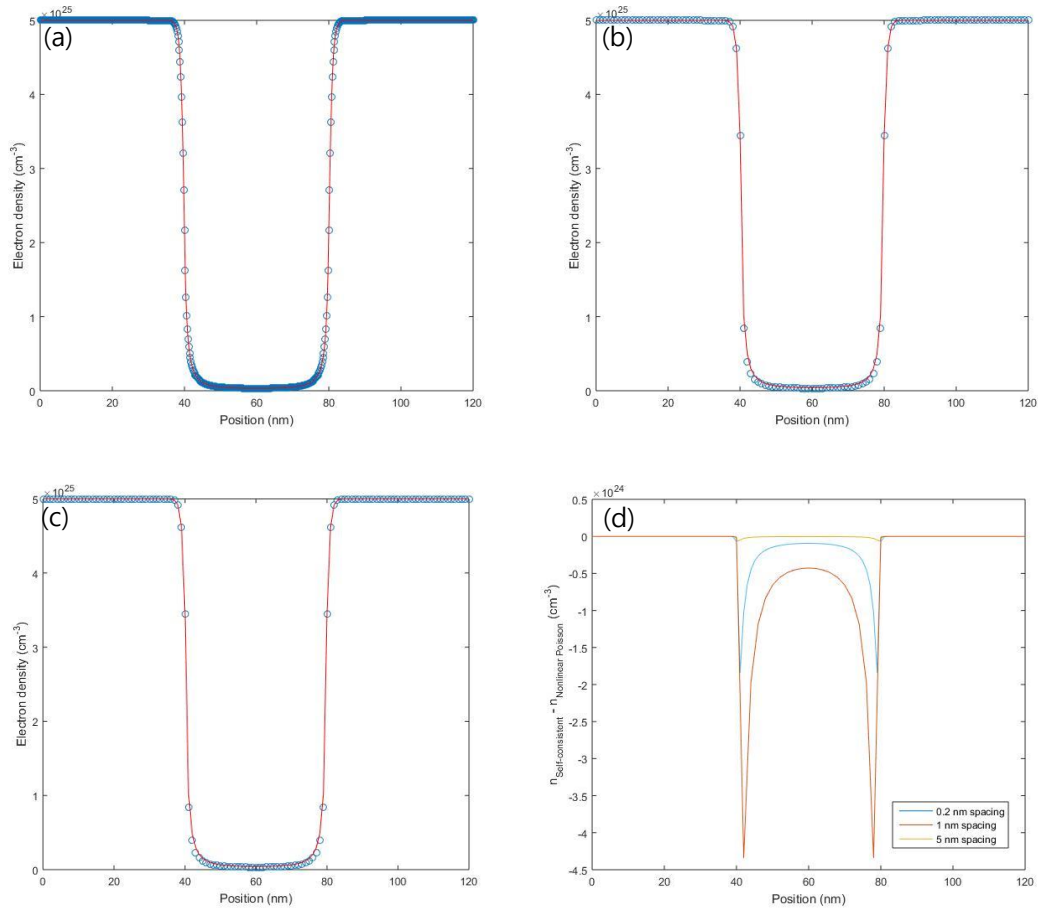 (a)
× 10^25
Electron density (cm^-3)
5
4
3
2
1
0
0 20 40 60 80 100 120
Position (nm)
(b)
× 10^25
Electron density (cm^-3)
5
4
3
2
1
0
0 20 40 60 80 100 120
Position (nm)
(c)
× 10^25
Electron density (cm^-3)
5
4
3
2
1
0
0 20 40 60 80 100 120
Position (nm)
(d)
× 10^24
n_Self-consistent - n_Nonlinear Poisson (cm^-3)
0.5
0
-0.5
-1
-1.5
-2
-2.5
-3
-3.5
-4
-4.5
0 20 40 60 80 100 120
Position (nm)
0.2 nm spacing
1 nm spacing
5 nm spacing